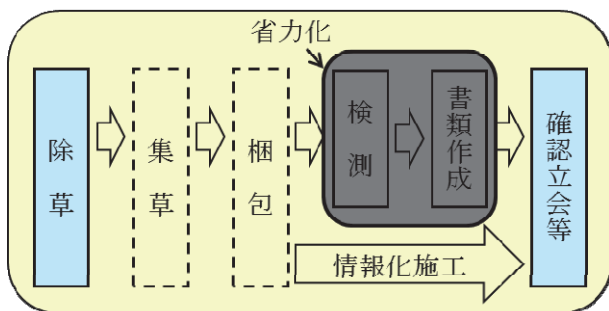 省力化
除草
集草
梱包
検測
書類作成
確認立会等
情報化施工